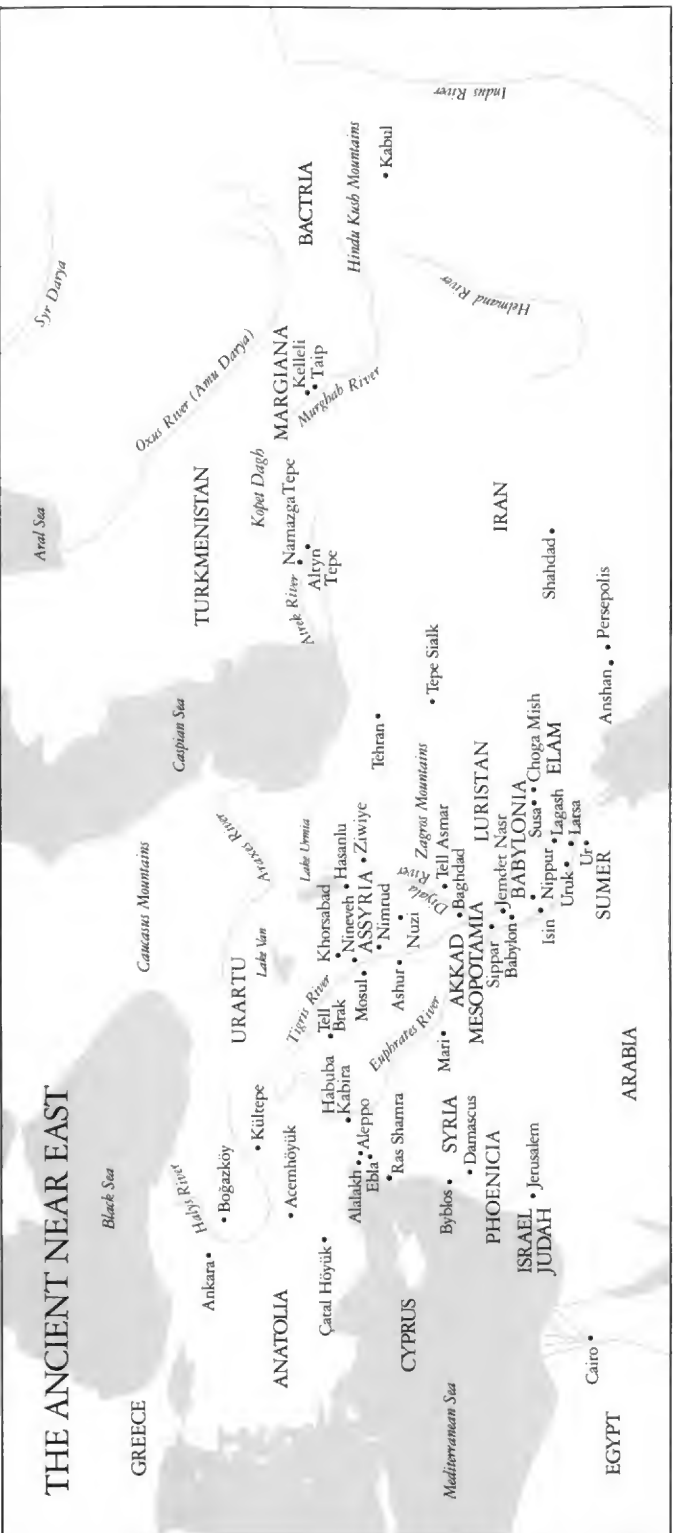 THE ANCIENT NEAR EAST
GREECE
Black Sea
Caucasus Mountains
Caspian Sea
Aral Sea
Syr Darya
Oxus River (Amu Darya)
TURKMENISTAN
Kopet Dagh
MARGIANA
Kelleli
Taip
Murghab River
BACTRIA
Hindu Kush Mountains
Kabul
Indus River
Helmand River
Atrek River
Namazga Tepe
Altyn
Tepe
Halys River
Ankara
Boğazköy
Kültepe
ANATOLIA
Acemhöyük
Çatal Höyük
URARTU
Lake Van
Araxes River
Lake Urmia
Tigris River
Tell
Brak
Khorsabad
Nineveh
Hasanlu
Mosul
ASSYRIA
Ziwiye
Nimrud
Ashur
Nuzi
Tehran
Tepe Sialk
Habuba
Kabira
Alalakh
Aleppo
Ebla
Ras Shamra
Euphrates River
CYPRUS
Mediterranean Sea
Byblos
SYRIA
Damascus
PHOENICIA
ISRAEL
JUDAH
Jerusalem
Mari
Diyala
River
Zagros Mountains
Tell Asmar
AKKAD
Baghdad
MESOPOTAMIA
LURISTAN
Sippar
Jemdet Nasr
Babylon
BABYLONIA
Susa
Choga Mish
Isin
Nippur
ELAM
Lagash
Uruk
Larsa
Ur
SUMER
IRAN
Shahdad
Anshan
Persepolis
ARABIA
Cairo
EGYPT